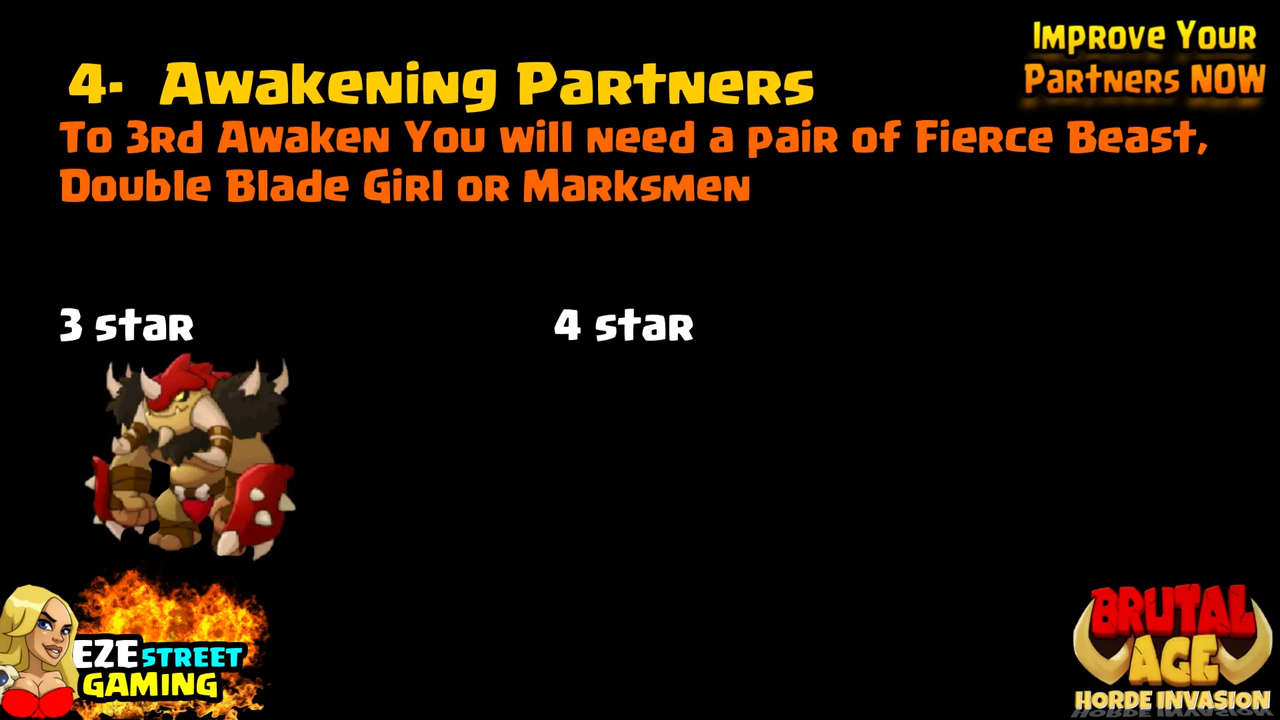 Improve Your
Partners NOW
4- Awakening Partners
To 3rd Awaken You will need a pair of Fierce Beast,
Double Blade Girl or Marksmen
3 star
4 star
EZE STREET
GAMING
BRUTAL
AGE
HORDE INVASION